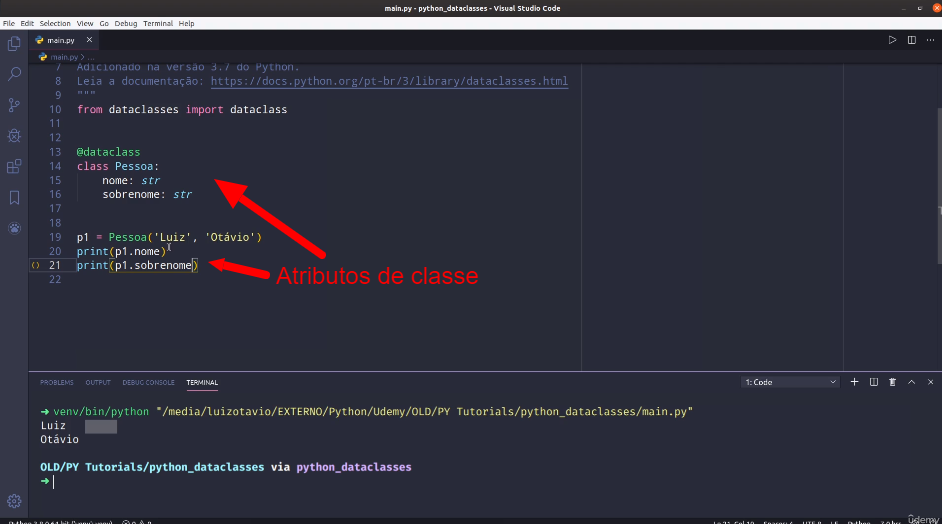 main.py - python_dataclasses - Visual Studio Code
File Edit Selection View Go Debug Terminal Help
main.py
main.py > ...
7 Adicionado na versão 3.7 do Python.
8 Leia a documentação: https://docs.python.org/pt-br/3/library/dataclasses.html
9 """
10 from dataclasses import dataclass
11
12
13 @dataclass
14 class Pessoa:
15 nome: str
16 sobrenome: str
17
18
19 p1 = Pessoa('Luiz', 'Otávio')
20 print(p1.nome)
21 print(p1.sobrenome)
22
Atributos de classe
PROBLEMS OUTPUT DEBUG CONSOLE TERMINAL 1: Code
➜ venv/bin/python "/media/luizotavio/EXTERNO/Python/Udemy/OLD/PY Tutorials/python_dataclasses/main.py"
Luiz
Otávio
OLD/PY Tutorials/python_dataclasses via python_dataclasses
➜
Udemy